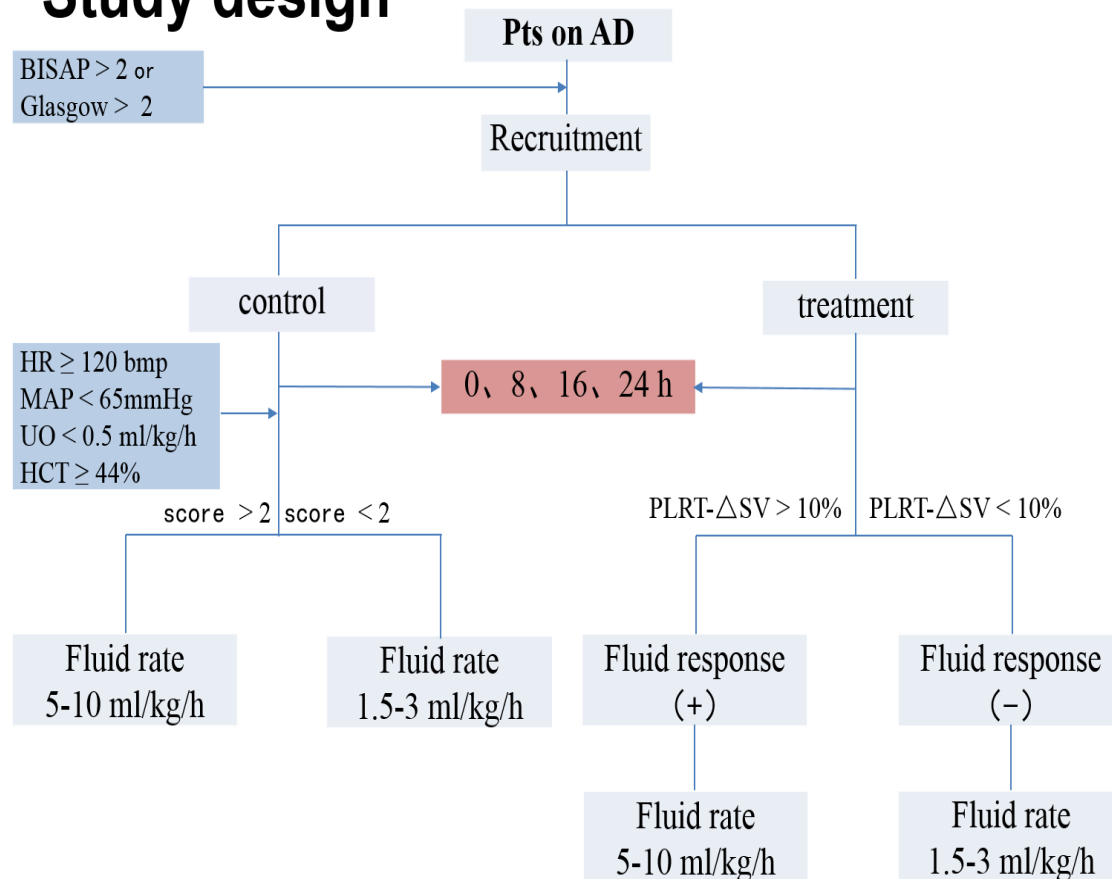 Study design
Pts on AD
BISAP > 2 or
Glasgow > 2
Recruitment
control
treatment
HR ≥ 120 bmp
MAP < 65mmHg
UO < 0.5 ml/kg/h
HCT ≥ 44%
0、8、16、24 h
score >2
score <2
PLRT-△SV > 10%
PLRT-△SV < 10%
Fluid rate
5-10 ml/kg/h
Fluid rate
1.5-3 ml/kg/h
Fluid response
(+)
Fluid response
(−)
Fluid rate
5-10 ml/kg/h
Fluid rate
1.5-3 ml/kg/h